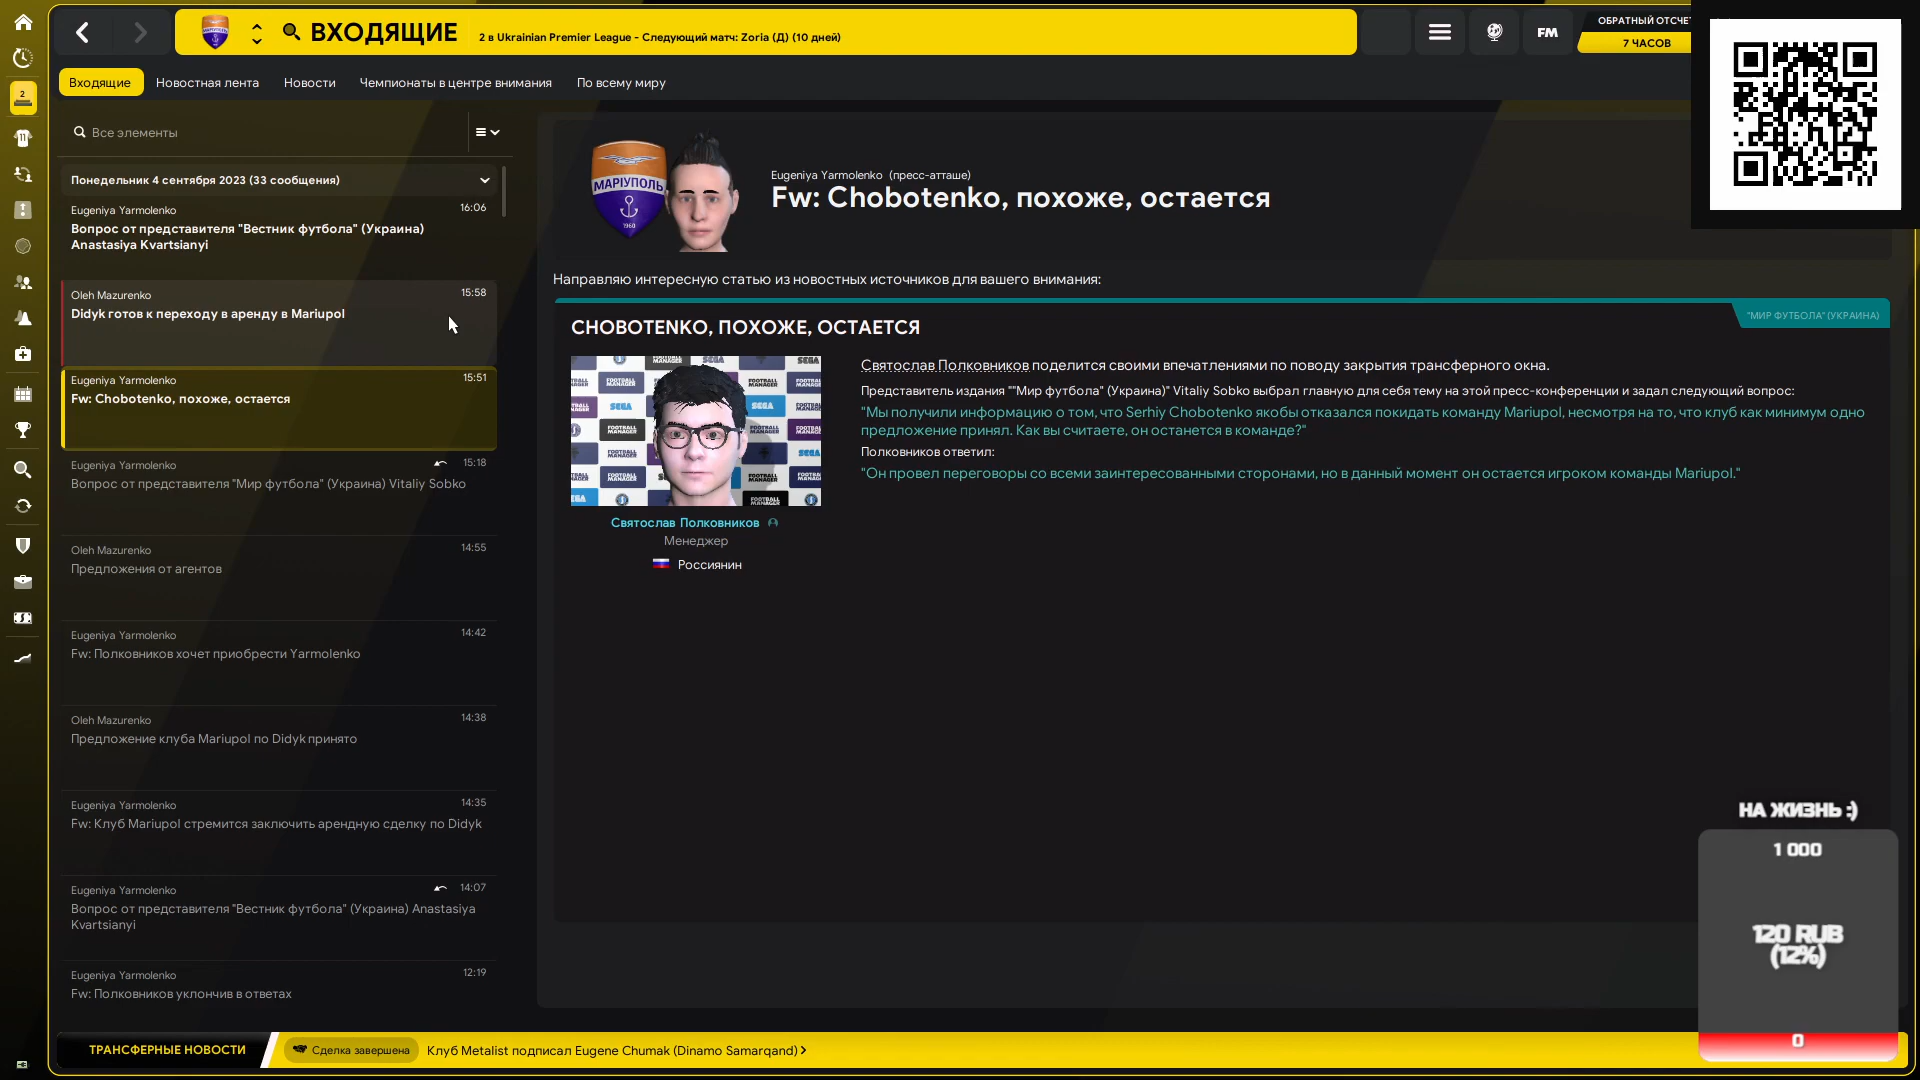 ВХОДЯЩИЕ
2 в Ukrainian Premier League - Следующий матч: Zoria (Д) (10 дней)
FM
ОБРАТНЫЙ ОТСЧЕТ
7 ЧАСОВ
Входящие
Новостная лента
Новости
Чемпионаты в центре внимания
По всему миру
2
11
Все элементы
Понедельник 4 сентября 2023 (33 сообщения)
Eugeniya Yarmolenko
16:06
Вопрос от представителя "Вестник футбола" (Украина)
Anastasiya Kvartsianyi
Oleh Mazurenko
15:58
Didyk готов к переходу в аренду в Mariupol
Eugeniya Yarmolenko
15:51
Fw: Chobotenko, похоже, остается
Eugeniya Yarmolenko
15:18
Вопрос от представителя "Мир футбола" (Украина) Vitaliy Sobko
Oleh Mazurenko
14:55
Предложения от агентов
Eugeniya Yarmolenko
14:42
Fw: Полковников хочет приобрести Yarmolenko
Oleh Mazurenko
14:38
Предложение клуба Mariupol по Didyk принято
Eugeniya Yarmolenko
14:35
Fw: Клуб Mariupol стремится заключить арендную сделку по Didyk
Eugeniya Yarmolenko
14:07
Вопрос от представителя "Вестник футбола" (Украина) Anastasiya
Kvartsianyi
Eugeniya Yarmolenko
12:19
Fw: Полковников уклончив в ответах
МАРІУПОЛЬ
1960
Eugeniya Yarmolenko (пресс-атташе)
Fw: Chobotenko, похоже, остается
Направляю интересную статью из новостных источников для вашего внимания:
"МИР ФУТБОЛА" (УКРАИНА)
CHOBOTENKO, ПОХОЖЕ, ОСТАЕТСЯ
Святослав Полковников поделится своими впечатлениями по поводу закрытия трансферного окна.
Представитель издания ""Мир футбола" (Украина)" Vitaliy Sobko выбрал главную для себя тему на этой пресс-конференции и задал следующий вопрос:
"Мы получили информацию о том, что Serhiy Chobotenko якобы отказался покидать команду Mariupol, несмотря на то, что клуб как минимум одно
предложение принял. Как вы считаете, он останется в команде?"
Полковников ответил:
"Он провел переговоры со всеми заинтересованными сторонами, но в данный момент он остается игроком команды Mariupol."
SEGA
FOOTBALL MANAGER
Святослав Полковников
Менеджер
Россиянин
НА ЖИЗНЬ :)
1 000
120 RUB
(12%)
0
ТРАНСФЕРНЫЕ НОВОСТИ
Сделка завершена
Клуб Metalist подписал Eugene Chumak (Dinamo Samarqand)